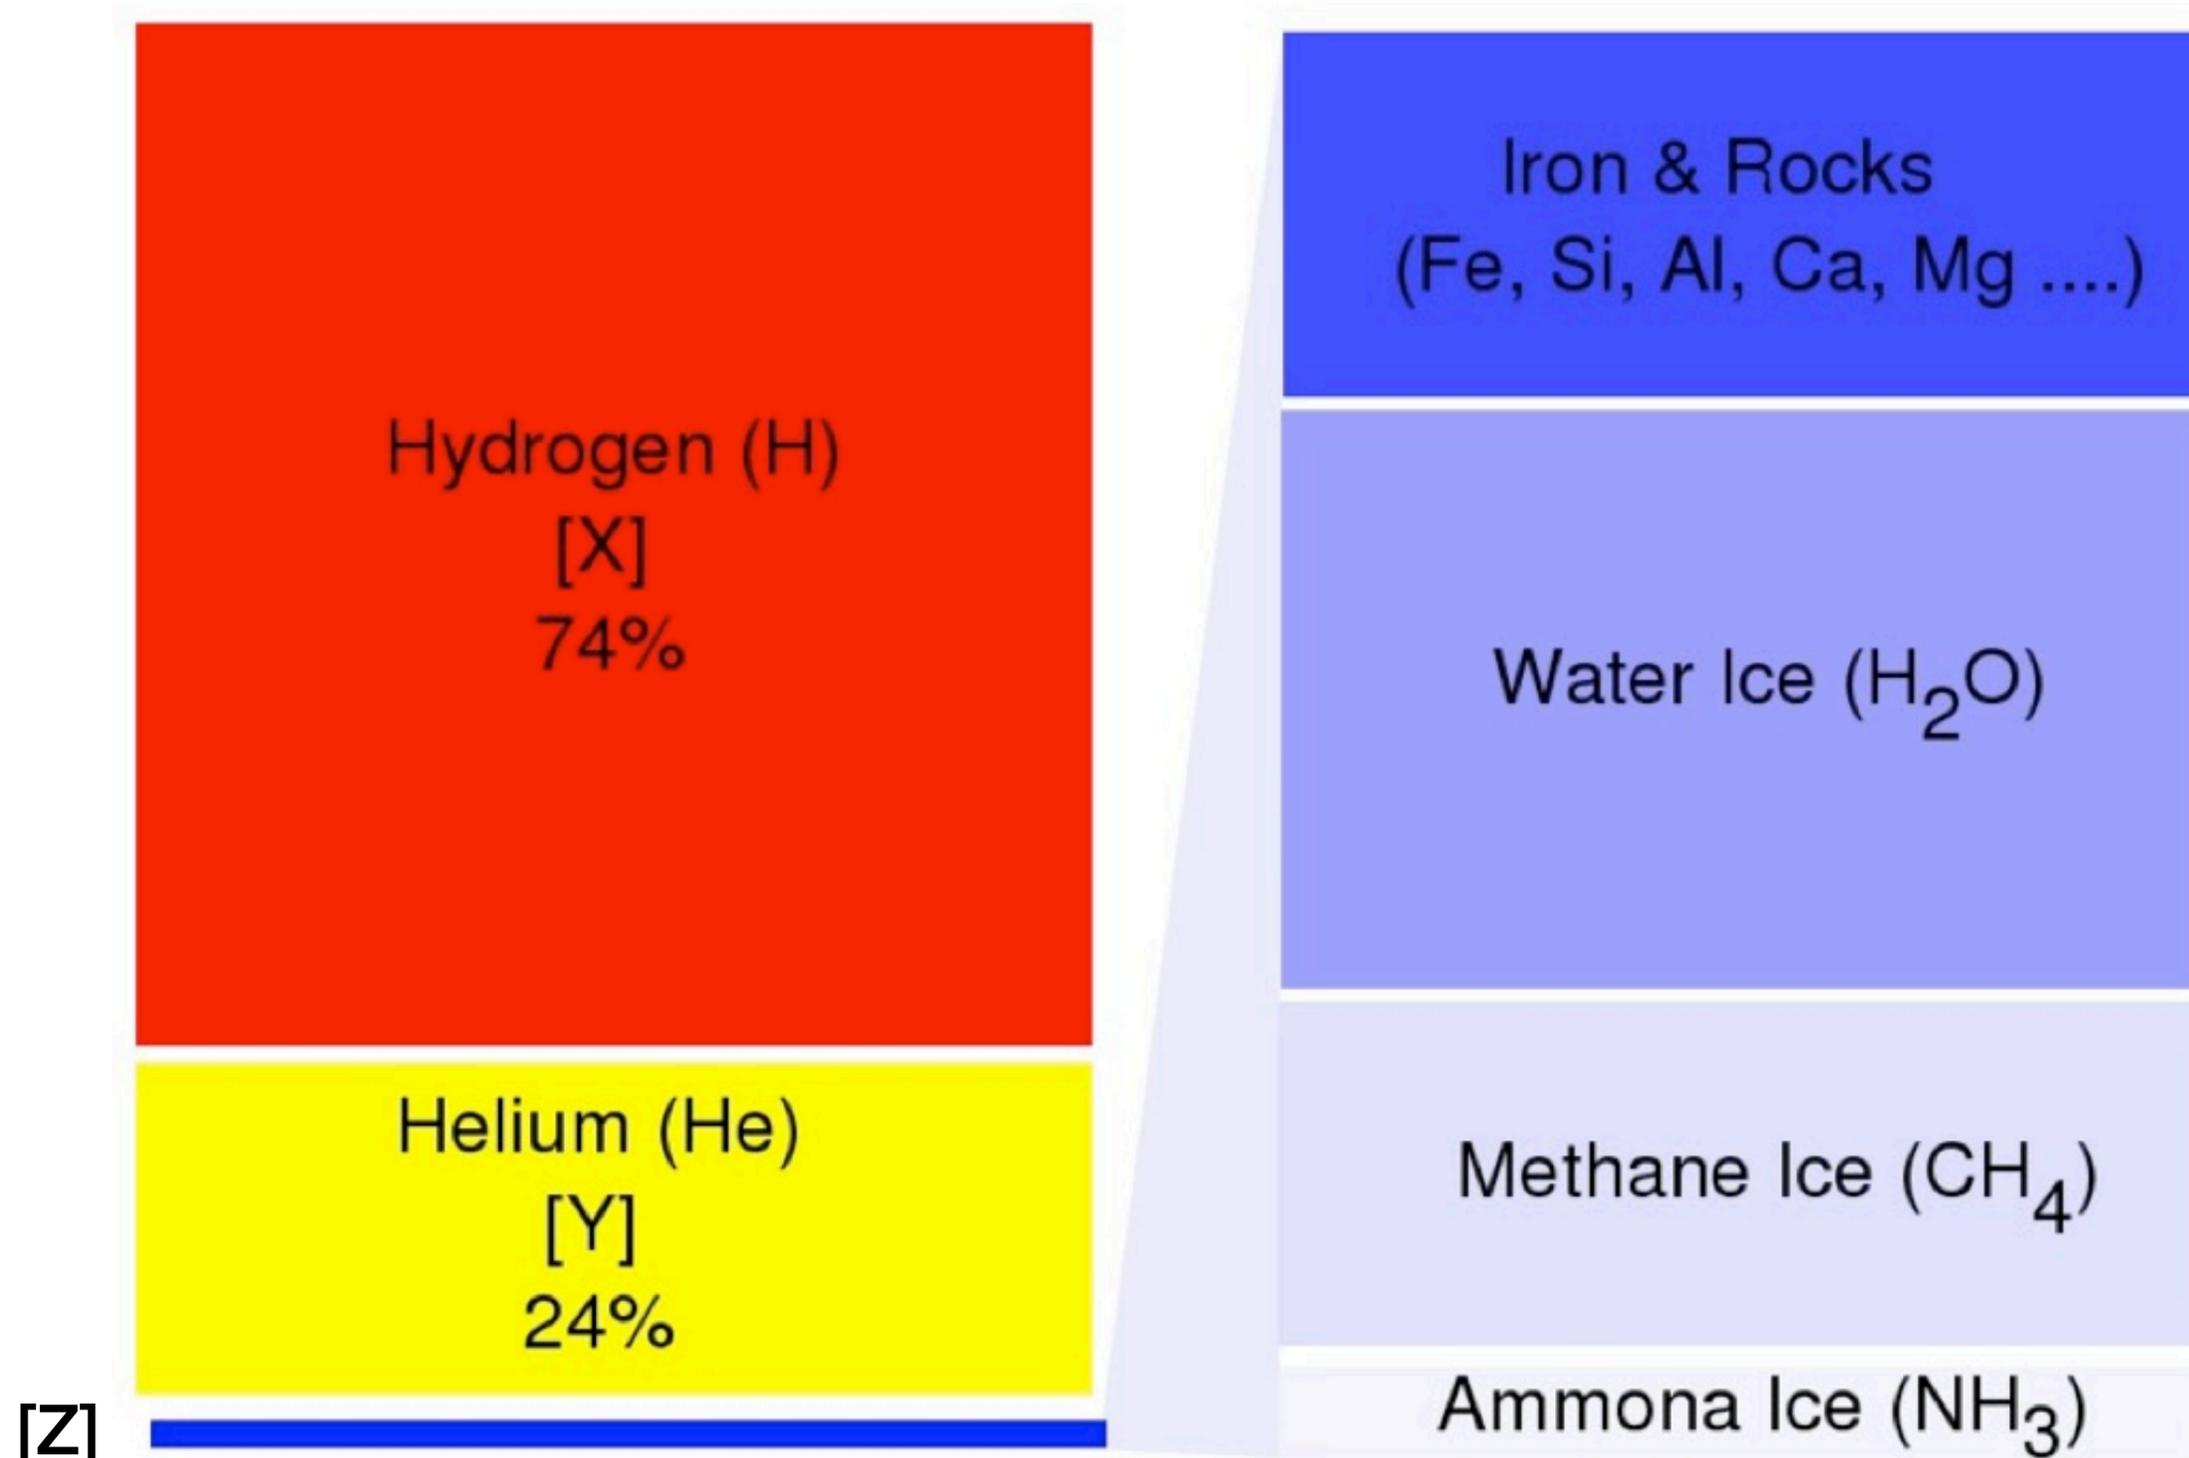 Hydrogen (H)
[X]
74%
Helium (He)
[Y]
24%
[Z]
Iron & Rocks
(Fe, Si, Al, Ca, Mg ....)
Water Ice (H₂O)
Methane Ice (CH₄)
Ammona Ice (NH₃)